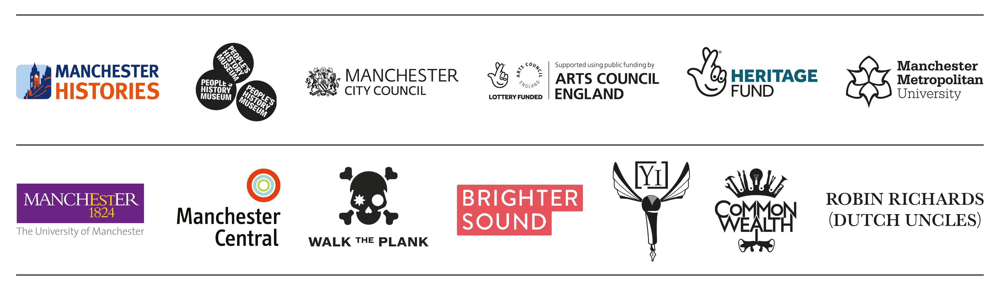 MANCHESTER
HISTORIES
PEOPLE'S
HISTORY
MUSEUM
PEOPLE'S
HISTORY
MUSEUM
PEOPLE'S
HISTORY
MUSEUM
MANCHESTER
CITY COUNCIL
ARTS COUNCIL
ENGLAND
LOTTERY FUNDED
Supported using public funding by
ARTS COUNCIL
ENGLAND
®
HERITAGE
FUND
Manchester
Metropolitan
University
MANCHESTER
1824
The University of Manchester
Manchester
Central
WALK THE PLANK
BRIGHTER
SOUND
[YI]
COMMON
WEALTH
ROBIN RICHARDS
(DUTCH UNCLES)